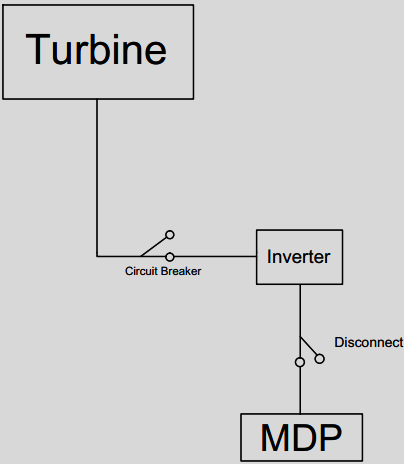 Turbine
Circuit Breaker
Inverter
Disconnect
MDP